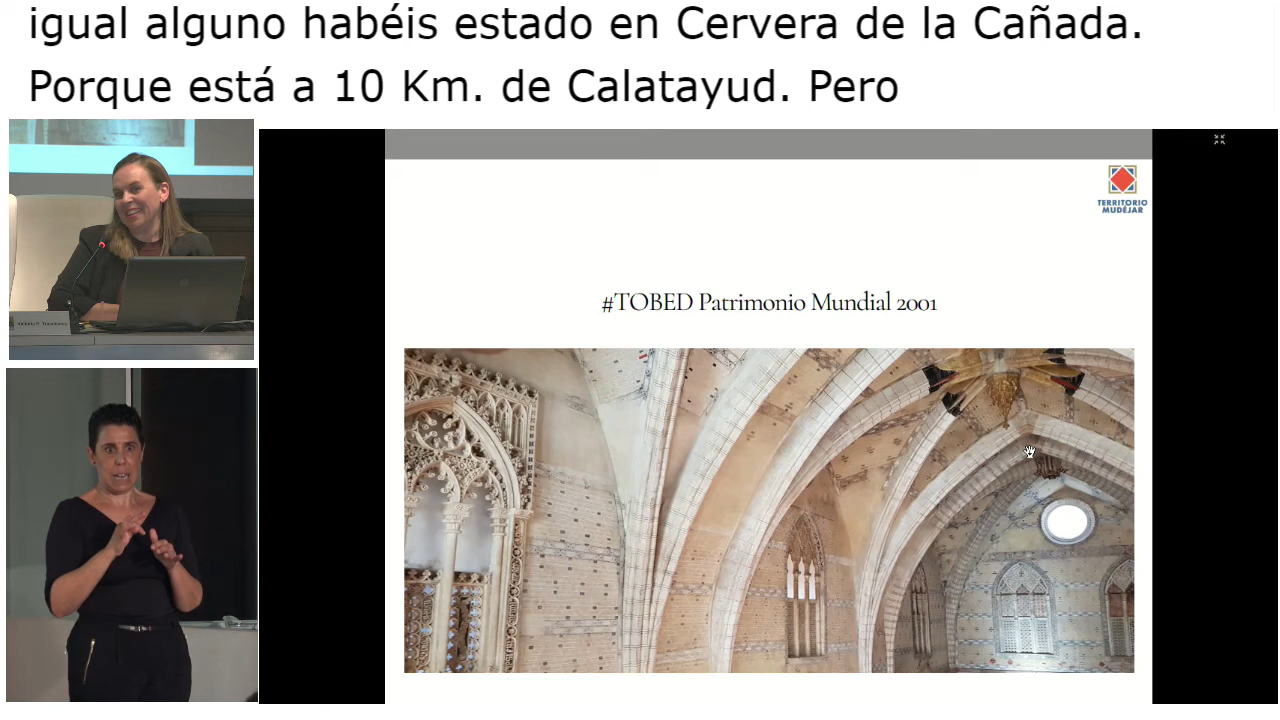 igual alguno habéis estado en Cervera de la Cañada.
Porque está a 10 Km. de Calatayud. Pero
TERRITORIO
MUDÉJAR
#TOBED Patrimonio Mundial 2001